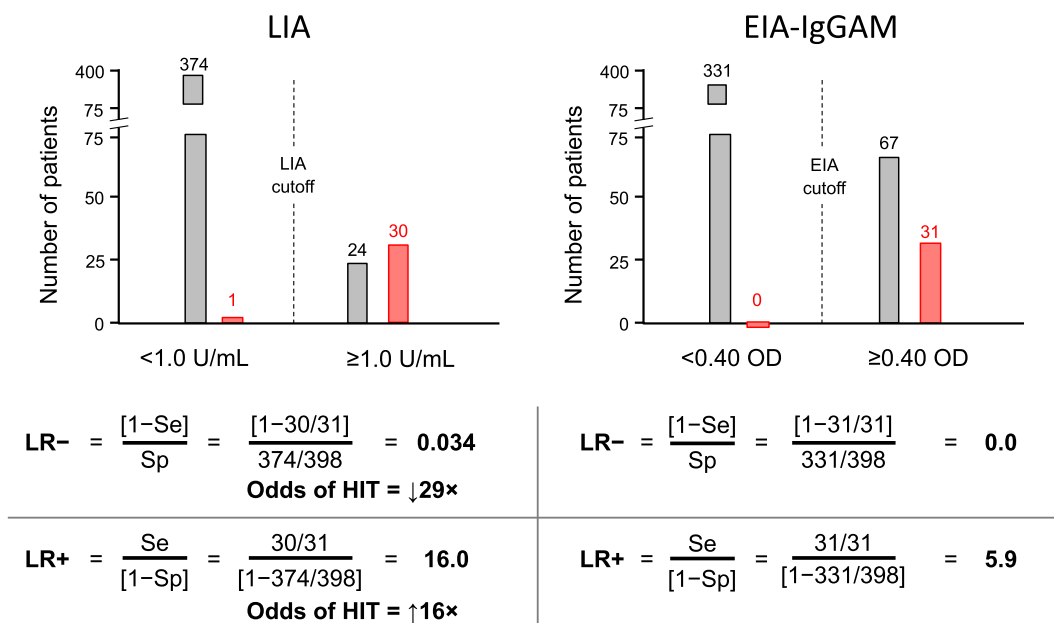 LIA
Number of patients
400
75
75
50
25
0
374
1
LIA
cutoff
24
30
<1.0 U/mL
≥1.0 U/mL
EIA-IgGAM
Number of patients
400
75
75
50
25
0
331
0
EIA
cutoff
67
31
<0.40 OD
≥0.40 OD
LR− = [1−Se] / Sp = [1−30/31] / 374/398 = 0.034
Odds of HIT = ↓29×
LR− = [1−Se] / Sp = [1−31/31] / 331/398 = 0.0
LR+ = Se / [1−Sp] = 30/31 / [1−374/398] = 16.0
Odds of HIT = ↑16×
LR+ = Se / [1−Sp] = 31/31 / [1−331/398] = 5.9